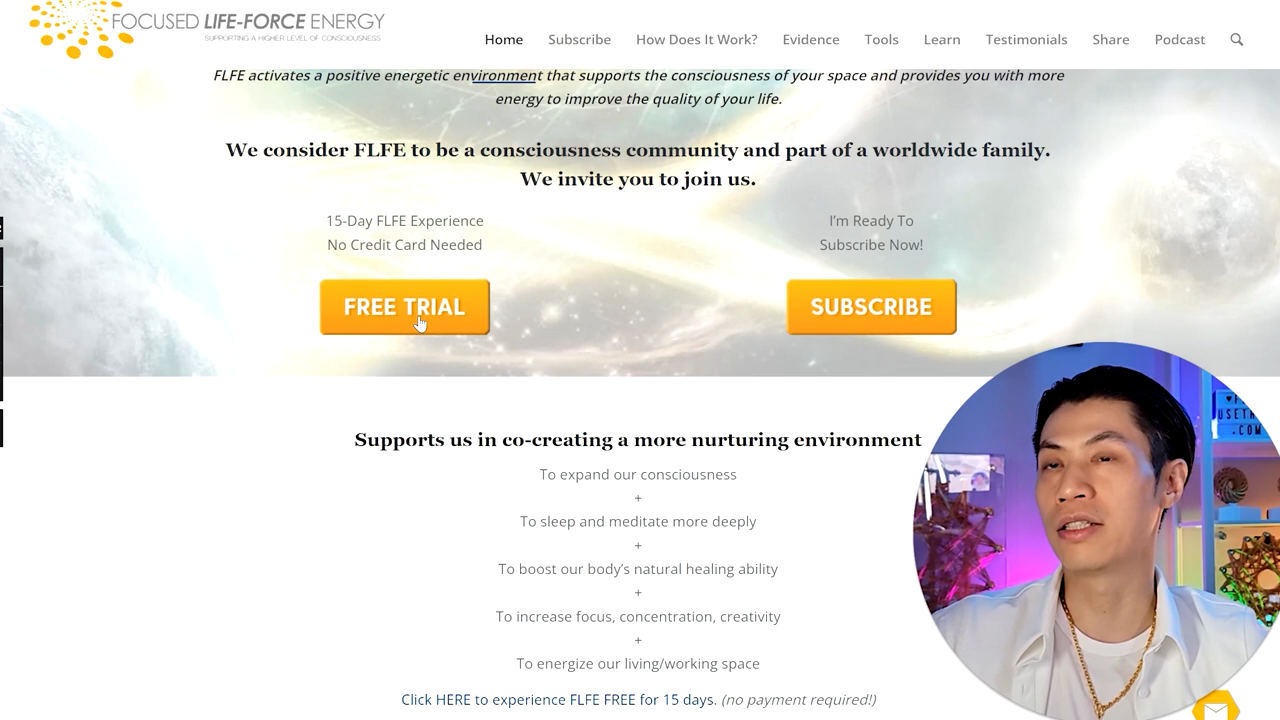 FOCUSED LIFE-FORCE ENERGY
SUPPORTING A HIGHER LEVEL OF CONSCIOUSNESS
Home Subscribe How Does It Work? Evidence Tools Learn Testimonials Share Podcast
FLFE activates a positive energetic environment that supports the consciousness of your space and provides you with more
energy to improve the quality of your life.
We consider FLFE to be a consciousness community and part of a worldwide family.
We invite you to join us.
15-Day FLFE Experience
No Credit Card Needed
FREE TRIAL
I'm Ready To
Subscribe Now!
SUBSCRIBE
Supports us in co-creating a more nurturing environment
To expand our consciousness
+
To sleep and meditate more deeply
+
To boost our body's natural healing ability
+
To increase focus, concentration, creativity
+
To energize our living/working space
Click HERE to experience FLFE FREE for 15 days. (no payment required!)
.COM